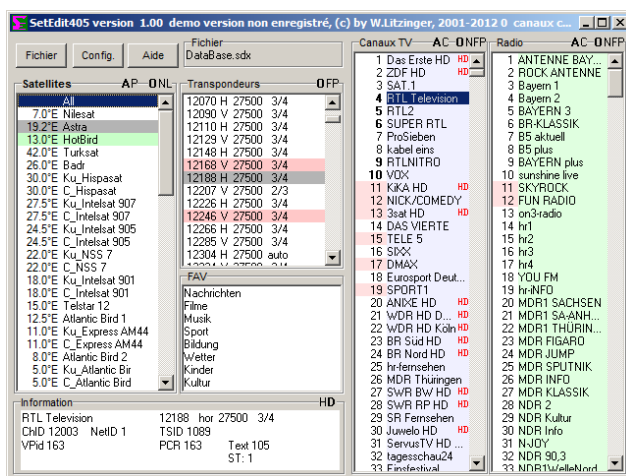 SetEdit405 version 1.00 demo version non enregistré, (c) by W.Litzinger, 2001-2012 0 canaux c...
Fichier
Config.
Aide
Fichier
DataBase.sdx
Satellites A P O N L
All
7.0°E Nilesat
19.2°E Astra
13.0°E HotBird
42.0°E Turksat
26.0°E Badr
30.0°E Ku_Hispasat
30.0°E C_Hispasat
27.5°E Ku_Intelsat 907
27.5°E C_Intelsat 907
24.5°E Ku_Intelsat 905
24.5°E C_Intelsat 905
22.0°E Ku_NSS 7
22.0°E C_NSS 7
18.0°E Ku_Intelsat 901
18.0°E C_Intelsat 901
15.0°E Telstar 12
12.5°E Atlantic Bird 1
11.0°E Ku_Express AM44
11.0°E C_Express AM44
8.0°E Atlantic Bird 2
5.0°E Ku_Atlantic Bir
5.0°E C_Atlantic Bird
Transpondeurs O F P
12070 H 27500 3/4
12090 V 27500 3/4
12110 H 27500 3/4
12129 V 27500 3/4
12148 H 27500 3/4
12168 V 27500 3/4
12188 H 27500 3/4
12207 V 27500 2/3
12226 H 27500 3/4
12246 V 27500 3/4
12266 H 27500 3/4
12285 V 27500 3/4
12304 H 27500 auto
FAV
Nachrichten
Filme
Musik
Sport
Bildung
Wetter
Kinder
Kultur
Canaux TV A C O N F P
1 Das Erste HD HD
2 ZDF HD HD
3 SAT.1
4 RTL Television
5 RTL2
6 SUPER RTL
7 ProSieben
8 kabel eins
9 RTLNITRO
10 VOX
11 KiKA HD HD
12 NICK/COMEDY
13 3sat HD HD
14 DAS VIERTE
15 TELE 5
16 SIXX
17 DMAX
18 Eurosport Deut...
19 SPORT1
20 ANIXE HD HD
21 WDR HD D... HD
22 WDR HD Köln HD
23 BR Süd HD HD
24 BR Nord HD HD
25 hr-fernsehen
26 MDR Thüringen
27 SWR BW HD HD
28 SWR RP HD HD
29 SR Fernsehen
30 Juwelo HD HD
31 ServusTV HD ...
32 tagesschau24
33 Einsfestival
Radio A C O N F P
1 ANTENNE BAY...
2 ROCK ANTENNE
3 Bayern 1
4 Bayern 2
5 BAYERN 3
6 BR-KLASSIK
7 B5 aktuell
8 B5 plus
9 BAYERN plus
10 sunshine live
11 SKYROCK
12 FUN RADIO
13 on3-radio
14 hr1
15 hr2
16 hr3
17 hr4
18 YOU FM
19 hr-iNFO
20 MDR1 SACHSEN
21 MDR1 SA-ANH...
22 MDR1 THÜRIN...
23 MDR FIGARO
24 MDR JUMP
25 MDR SPUTNIK
26 MDR INFO
27 MDR KLASSIK
28 NDR 2
29 NDR Kultur
30 NDR Info
31 N-JOY
32 NDR 90,3
33 NDR1WelleNord
Information HD
RTL Television 12188 hor 27500 3/4
ChID 12003 NetID 1 TSID 1089
VPid 163 PCR 163 Text 105
ST: 1